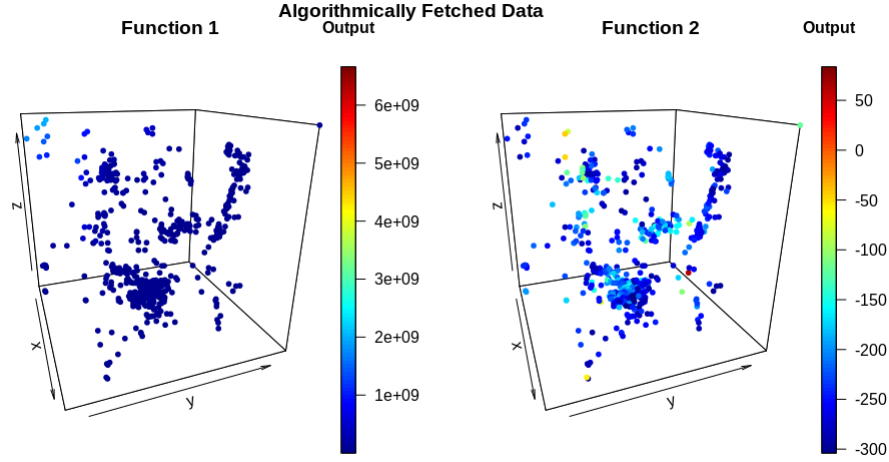 Algorithmically Fetched Data
Function 1
Output
6e+09
5e+09
4e+09
3e+09
2e+09
1e+09
z
x
y
Function 2
Output
50
0
-50
-100
-150
-200
-250
-300
z
x
y